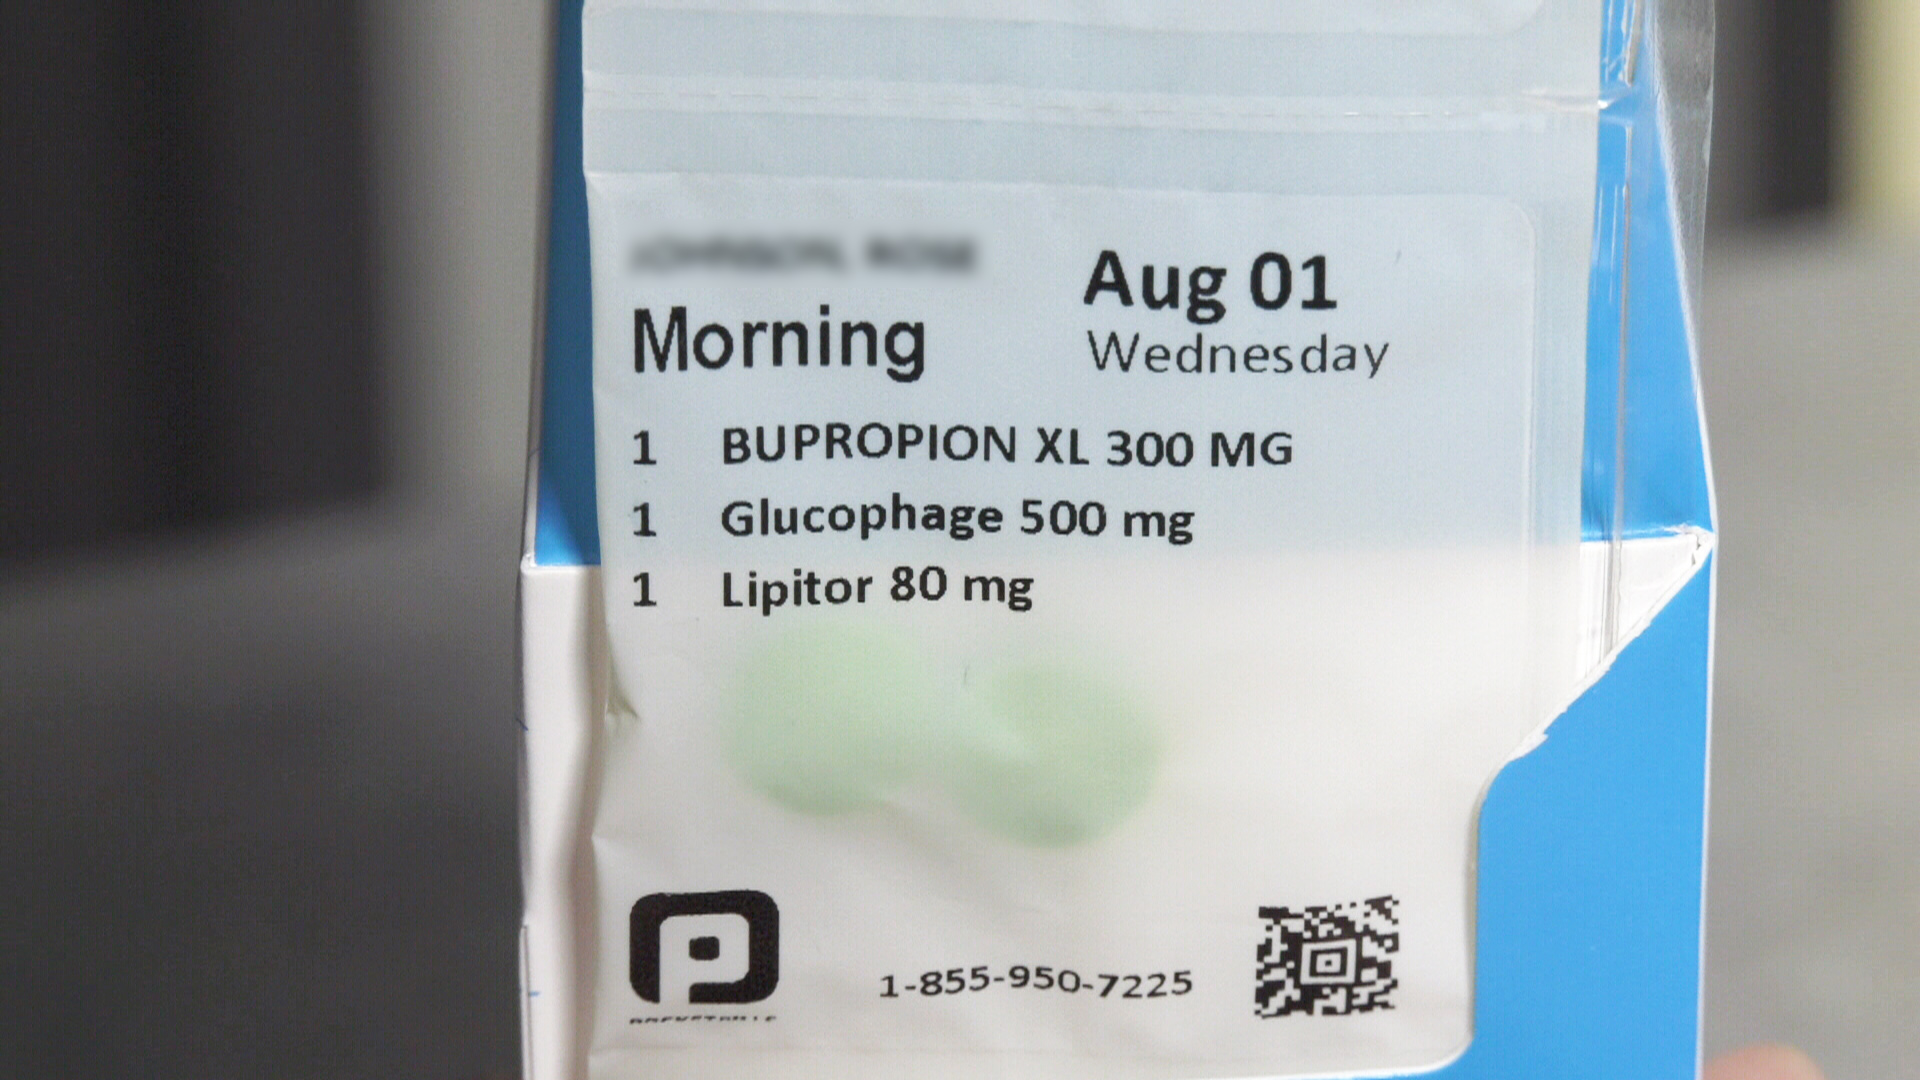 Morning
Aug 01
Wednesday
1 BUPROPION XL 300 MG
1 Glucophage 500 mg
1 Lipitor 80 mg
1-855-950-7225